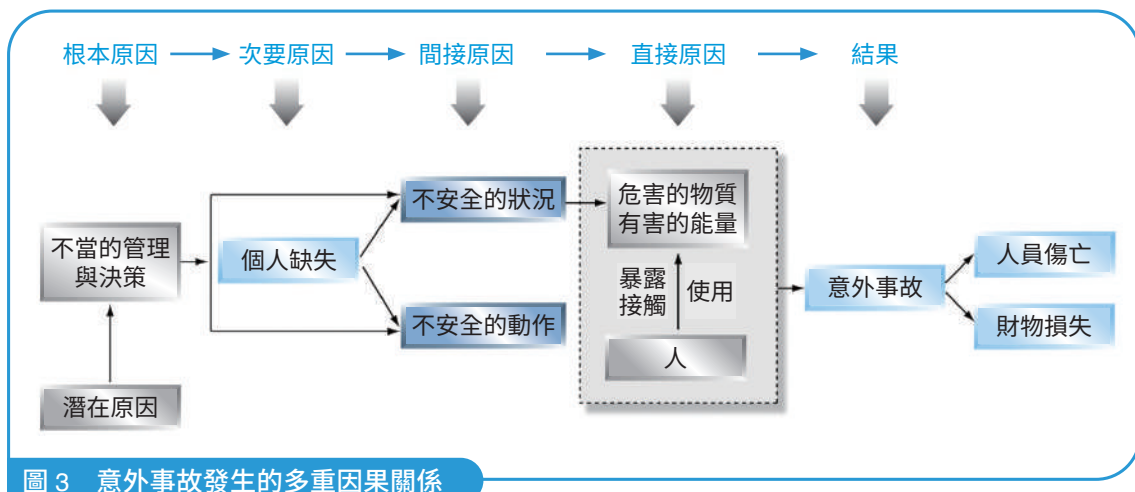 根本原因
次要原因
間接原因
直接原因
結果
不當的管理
與決策
潛在原因
個人缺失
不安全的狀況
不安全的動作
危害的物質
有害的能量
暴露
接觸
使用
人
意外事故
人員傷亡
財物損失
圖 3 意外事故發生的多重因果關係